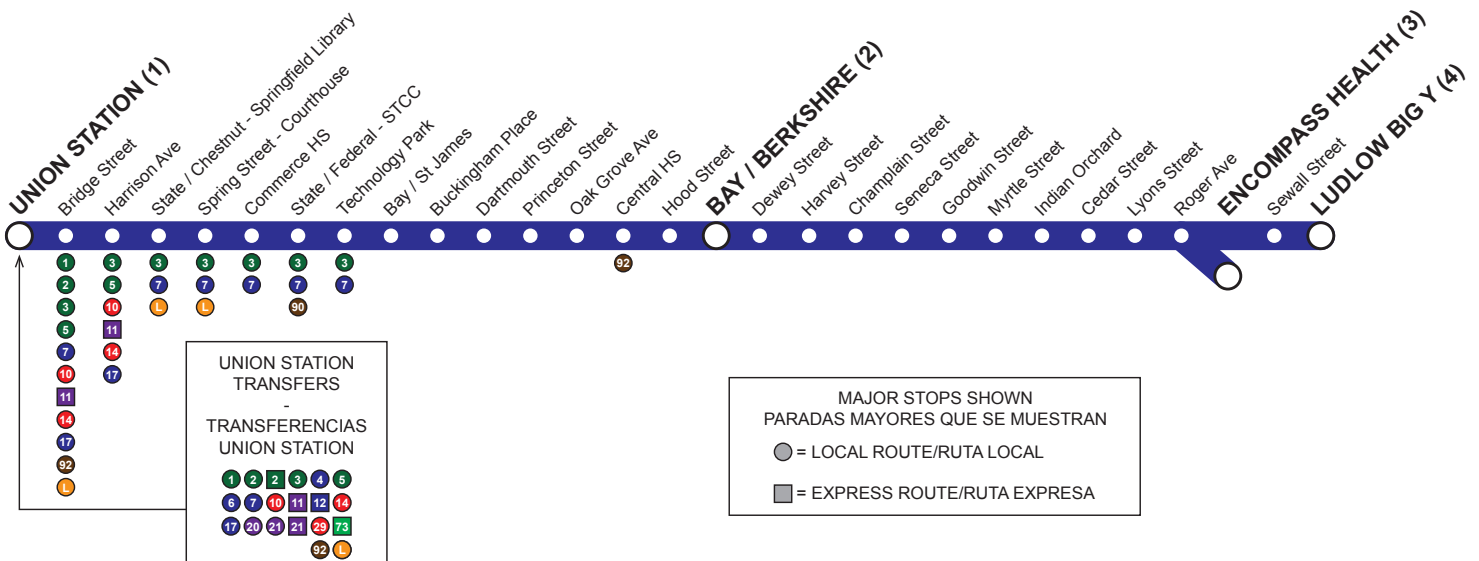 UNION STATION (1)
Bridge Street
Harrison Ave
State / Chestnut - Springfield Library
Spring Street - Courthouse
Commerce HS
State / Federal - STCC
Technology Park
Bay / St James
Buckingham Place
Dartmouth Street
Princeton Street
Oak Grove Ave
Central HS
Hood Street
BAY / BERKSHIRE (2)
Dewey Street
Harvey Street
Champlain Street
Seneca Street
Goodwin Street
Myrtle Street
Indian Orchard
Cedar Street
Lyons Street
Roger Ave
ENCOMPASS HEALTH (3)
Sewall Street
LUDLOW BIG Y (4)
1 3 3 3 3 3 3 92
2 5 7 7 7 7 7
3 10 L L 90
5 11
7 14
10 17
11
14
17
92
L
UNION STATION
TRANSFERS
-
TRANSFERENCIAS
UNION STATION
1 2 2 3 4 5
6 7 10 11 12 14
17 20 21 21 29 73
92 L
MAJOR STOPS SHOWN
PARADAS MAYORES QUE SE MUESTRAN
= LOCAL ROUTE/RUTA LOCAL
= EXPRESS ROUTE/RUTA EXPRESA